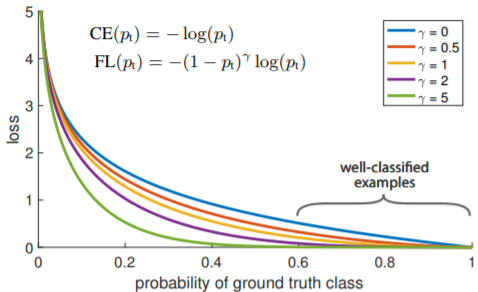 5
4
3
2
1
0
loss
CE(pt) = − log(pt)
FL(pt) = −(1 − pt)^γ log(pt)
γ = 0
γ = 0.5
γ = 1
γ = 2
γ = 5
well-classified
examples
0 0.2 0.4 0.6 0.8 1
probability of ground truth class